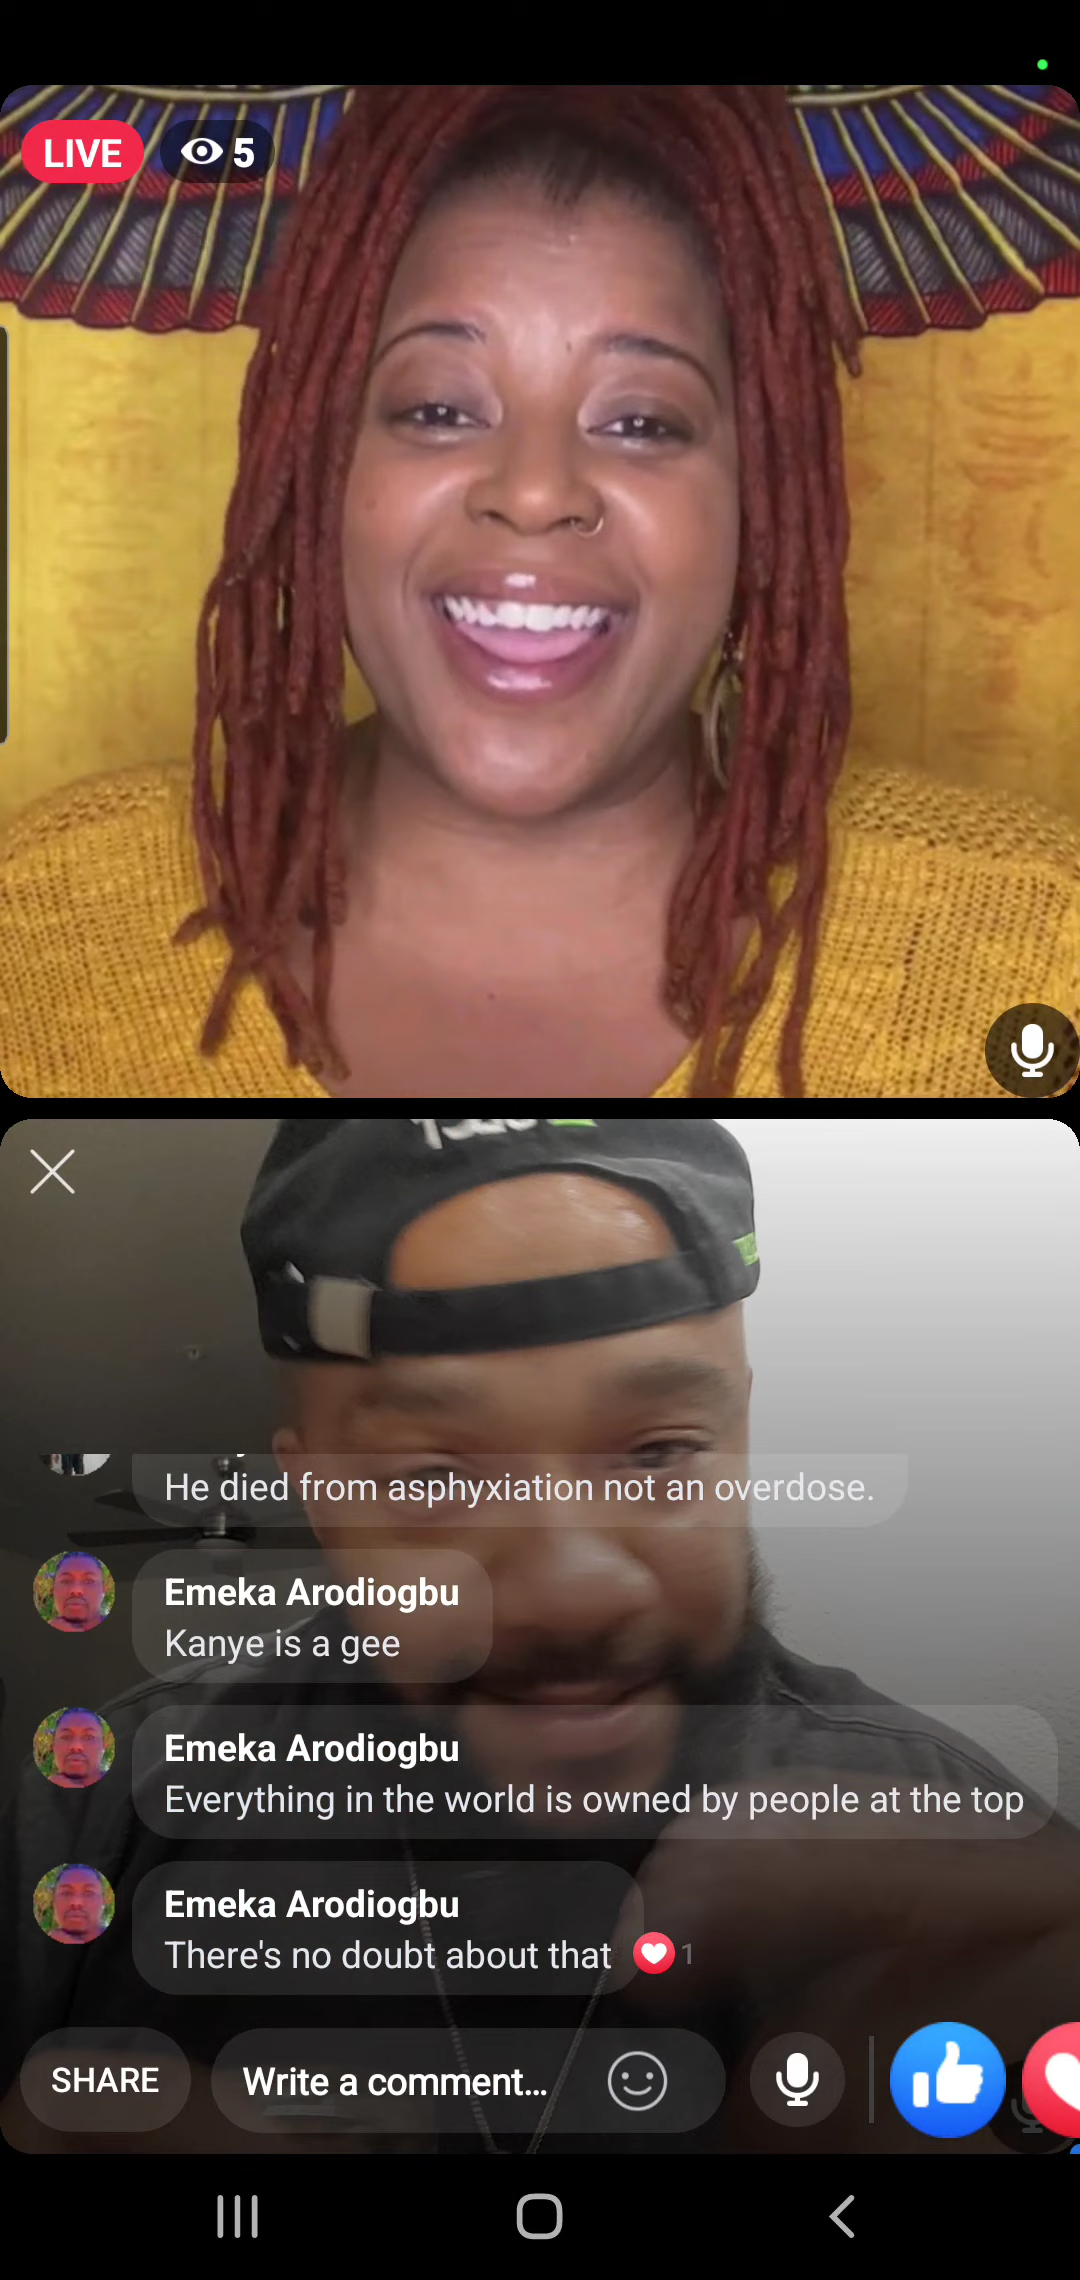 LIVE
5
He died from asphyxiation not an overdose.
Emeka Arodiogbu
Kanye is a gee
Emeka Arodiogbu
Everything in the world is owned by people at the top
Emeka Arodiogbu
There's no doubt about that
1
SHARE
Write a comment...